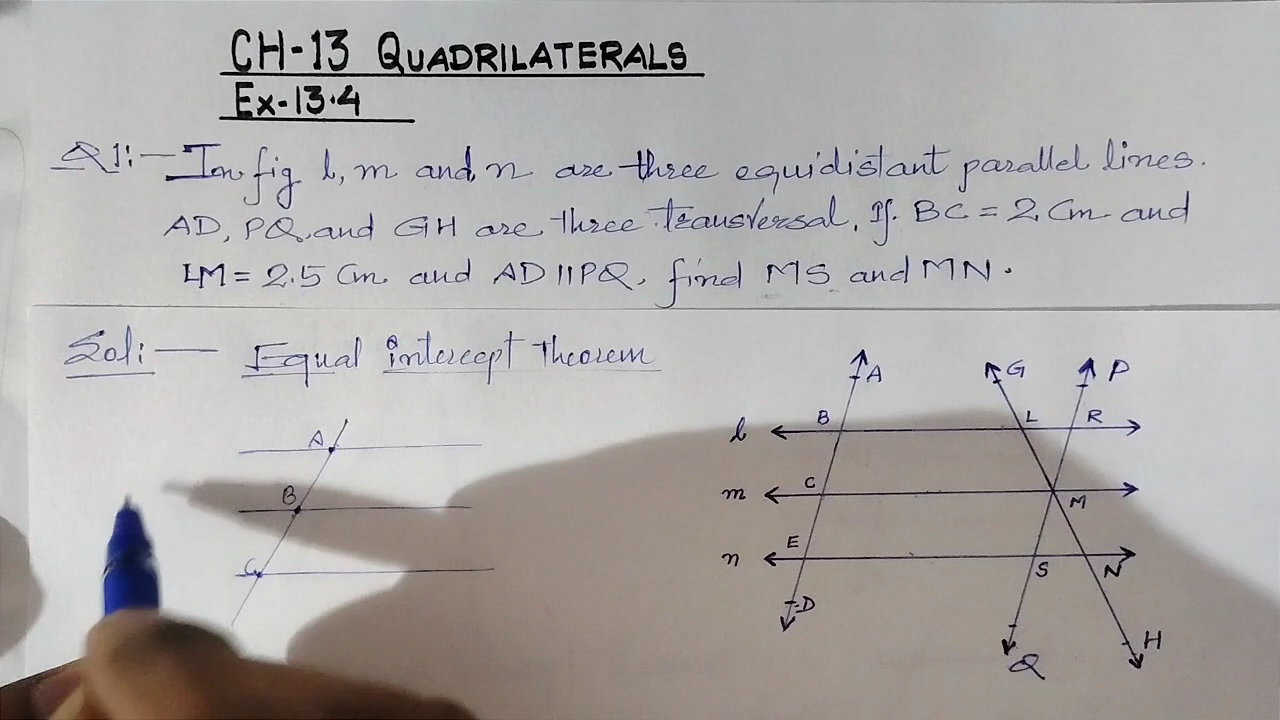 CH-13 QUADRILATERALS
Ex-13.4
Q1:- In fig l, m and n are three equidistant parallel lines.
AD, PQ and GH are three transversal. If BC = 2 Cm and
LM = 2.5 Cm and AD || PQ, find MS and MN.
Sol:- Equal intercept Theorem
A
B
C
A
G
P
l
B
L
R
m
C
M
n
E
S
N
D
Q
H